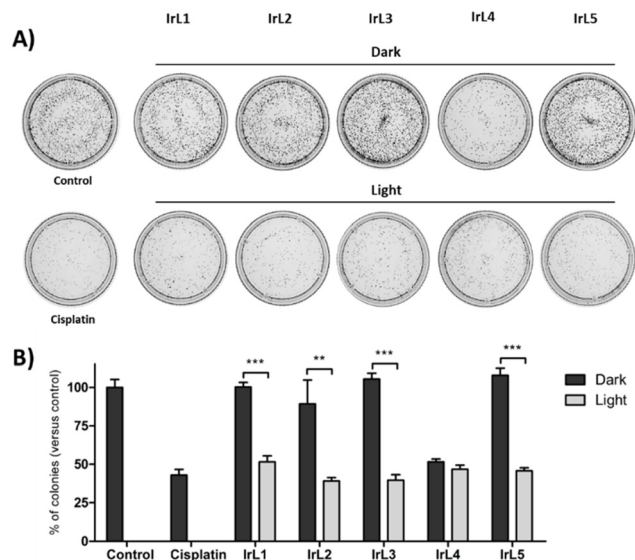 IrL1 IrL2 IrL3 IrL4 IrL5
A)
Dark
Control
Light
Cisplatin
B)
% of colonies (versus control)
100
75
50
25
0
*** ** *** ***
Dark
Light
Control Cisplatin IrL1 IrL2 IrL3 IrL4 IrL5